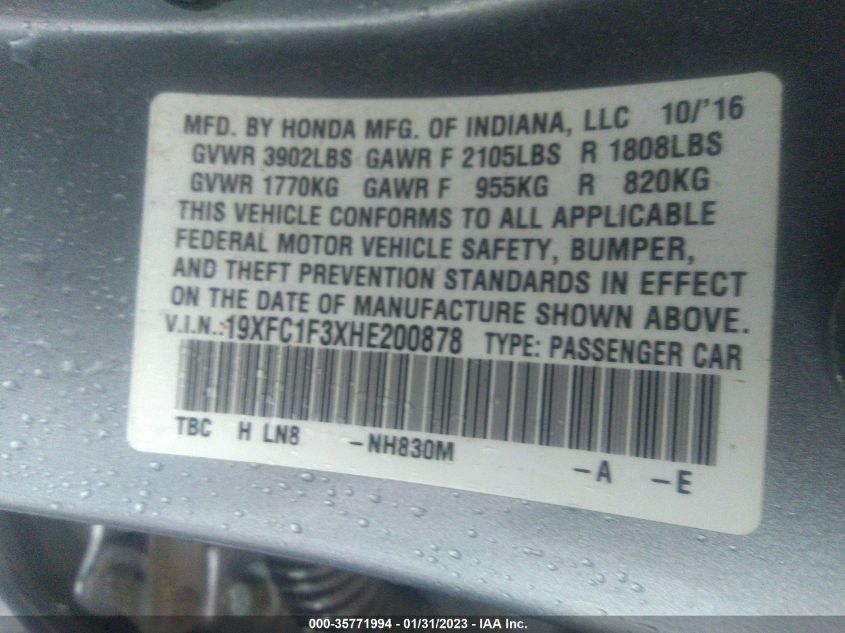 MFD. BY HONDA MFG. OF INDIANA, LLC 10/'16
GVWR 3902LBS GAWR F 2105LBS R 1808LBS
GVWR 1770KG GAWR F 955KG R 820KG
THIS VEHICLE CONFORMS TO ALL APPLICABLE
FEDERAL MOTOR VEHICLE SAFETY, BUMPER,
AND THEFT PREVENTION STANDARDS IN EFFECT
ON THE DATE OF MANUFACTURE SHOWN ABOVE.
V.I.N.:19XFC1F3XHE200878 TYPE: PASSENGER CAR
TBC H LN8 -NH830M -A -E
000-35771994 - 01/31/2023 - IAA Inc.